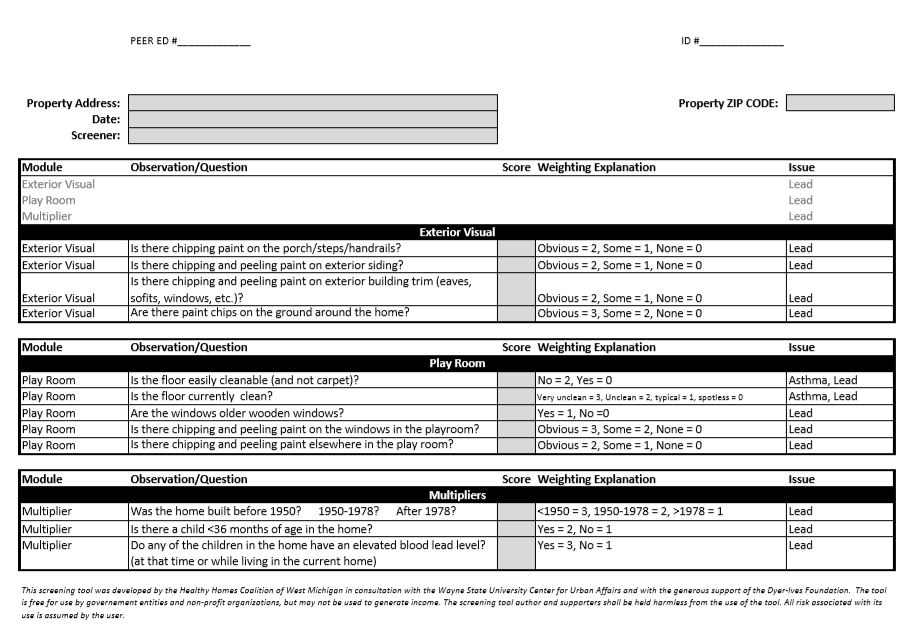 PEER ED #______________ ID #________________
Property Address: Property ZIP CODE:
Date:
Screener:
Module Observation/Question Score Weighting Explanation Issue
Exterior Visual Lead
Play Room Lead
Multiplier Lead
Exterior Visual
Exterior Visual Is there chipping paint on the porch/steps/handrails? Obvious = 2, Some = 1, None = 0 Lead
Exterior Visual Is there chipping and peeling paint on exterior siding? Obvious = 2, Some = 1, None = 0 Lead
Is there chipping and peeling paint on exterior building trim (eaves,
Exterior Visual sofits, windows, etc.)? Obvious = 2, Some = 1, None = 0 Lead
Exterior Visual Are there paint chips on the ground around the home? Obvious = 3, Some = 2, None = 0 Lead
Module Observation/Question Score Weighting Explanation Issue
Play Room
Play Room Is the floor easily cleanable (and not carpet)? No = 2, Yes = 0 Asthma, Lead
Play Room Is the floor currently clean? Very unclean = 3, Unclean = 2, typical = 1, spotless = 0 Asthma, Lead
Play Room Are the windows older wooden windows? Yes = 1, No =0 Lead
Play Room Is there chipping and peeling paint on the windows in the playroom? Obvious = 3, Some = 2, None = 0 Lead
Play Room Is there chipping and peeling paint elsewhere in the play room? Obvious = 2, Some = 1, None = 0 Lead
Module Observation/Question Score Weighting Explanation Issue
Multipliers
Multiplier Was the home built before 1950? 1950-1978? After 1978? <1950 = 3, 1950-1978 = 2, >1978 = 1 Lead
Multiplier Is there a child <36 months of age in the home? Yes = 2, No = 1 Lead
Multiplier Do any of the children in the home have an elevated blood lead level? Yes = 3, No = 1 Lead
(at that time or while living in the current home)
This screening tool was developed by the Healthy Homes Coalition of West Michigan in consultation with the Wayne State University Center for Urban Affairs and with the generous support of the Dyer-Ives Foundation. The tool
is free for use by governement entities and non-profit organizations, but may not be used to generate income. The screening tool author and supporters shall be held harmless from the use of the tool. All risk associated with its
use is assumed by the user.